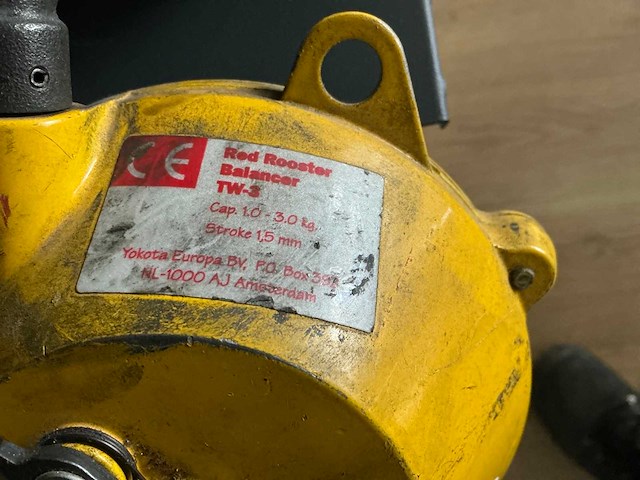 CE Red Rooster
Balancer
TW-3
Cap. 1.0 - 3.0 kg.
Stroke 1,5 mm
Yokota Europa BV, P.O. Box
NL-1000 AJ Amsterdam